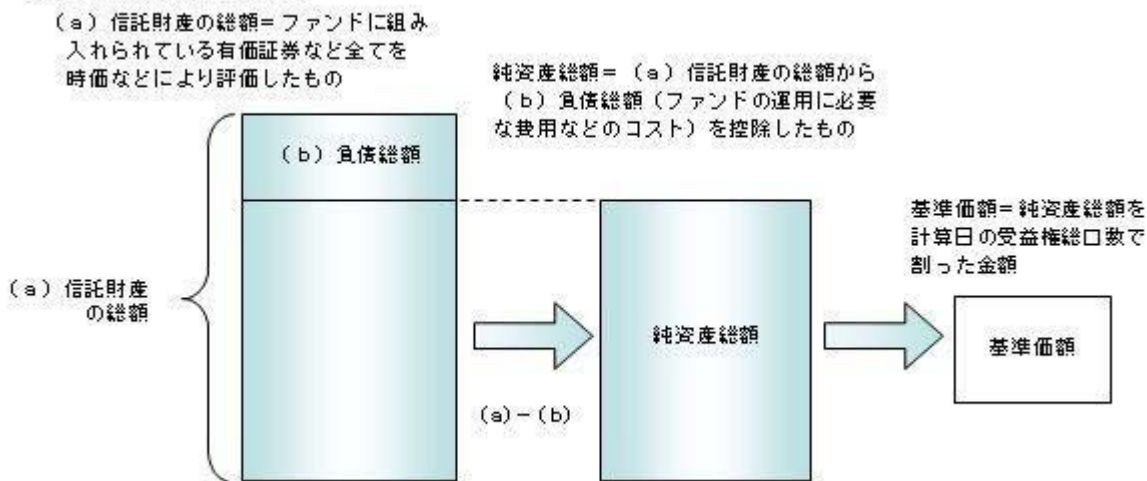 (a)信託財産の総額=ファンドに組み
入れられている有価証券など全てを
時価などにより評価したもの
純資産総額=(a)信託財産の総額から
(b)負債総額(ファンドの運用に必要
な費用などのコスト)を控除したもの
(b)負債総額
基準価額=純資産総額を
計算日の受益権総口数で
割った金額
(a)信託財産
の総額
純資産総額
基準価額
(a)-(b)